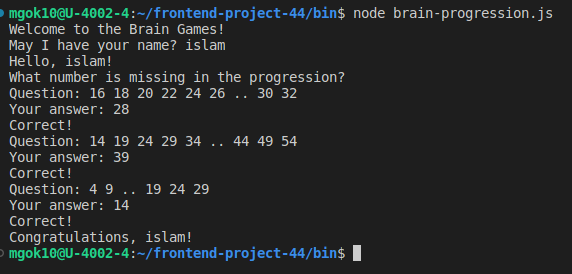 mgok10@U-4002-4:~/frontend-project-44/bin$ node brain-progression.js
Welcome to the Brain Games!
May I have your name? islam
Hello, islam!
What number is missing in the progression?
Question: 16 18 20 22 24 26 .. 30 32
Your answer: 28
Correct!
Question: 14 19 24 29 34 .. 44 49 54
Your answer: 39
Correct!
Question: 4 9 .. 19 24 29
Your answer: 14
Correct!
Congratulations, islam!
mgok10@U-4002-4:~/frontend-project-44/bin$